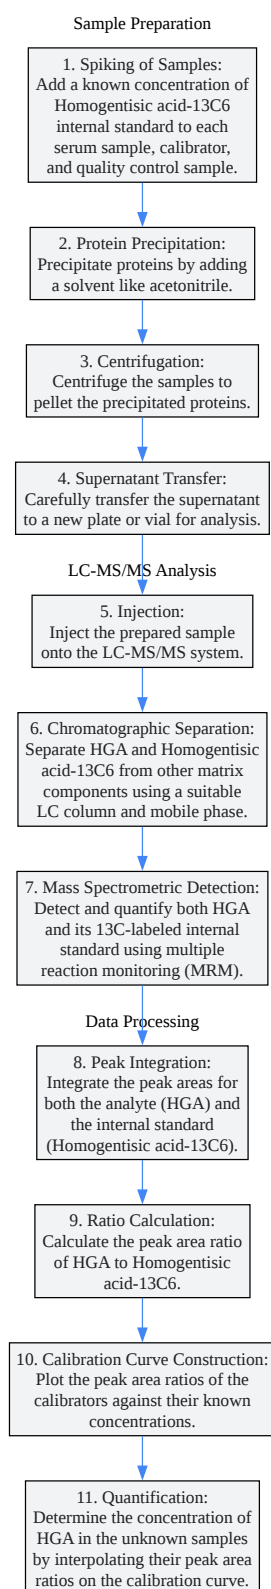 Sample Preparation
1. Spiking of Samples:
Add a known concentration of
Homogentisic acid-13C6
internal standard to each
serum sample, calibrator,
and quality control sample.
2. Protein Precipitation:
Precipitate proteins by adding
a solvent like acetonitrile.
3. Centrifugation:
Centrifuge the samples to
pellet the precipitated proteins.
4. Supernatant Transfer:
Carefully transfer the supernatant
to a new plate or vial for analysis.
LC-MS/MS Analysis
5. Injection:
Inject the prepared sample
onto the LC-MS/MS system.
6. Chromatographic Separation:
Separate HGA and Homogentisic
acid-13C6 from other matrix
components using a suitable
LC column and mobile phase.
7. Mass Spectrometric Detection:
Detect and quantify both HGA
and its 13C-labeled internal
standard using multiple
reaction monitoring (MRM).
Data Processing
8. Peak Integration:
Integrate the peak areas for
both the analyte (HGA) and
the internal standard
(Homogentisic acid-13C6).
9. Ratio Calculation:
Calculate the peak area ratio
of HGA to Homogentisic
acid-13C6.
10. Calibration Curve Construction:
Plot the peak area ratios of the
calibrators against their known
concentrations.
11. Quantification:
Determine the concentration of
HGA in the unknown samples
by interpolating their peak area
ratios on the calibration curve.